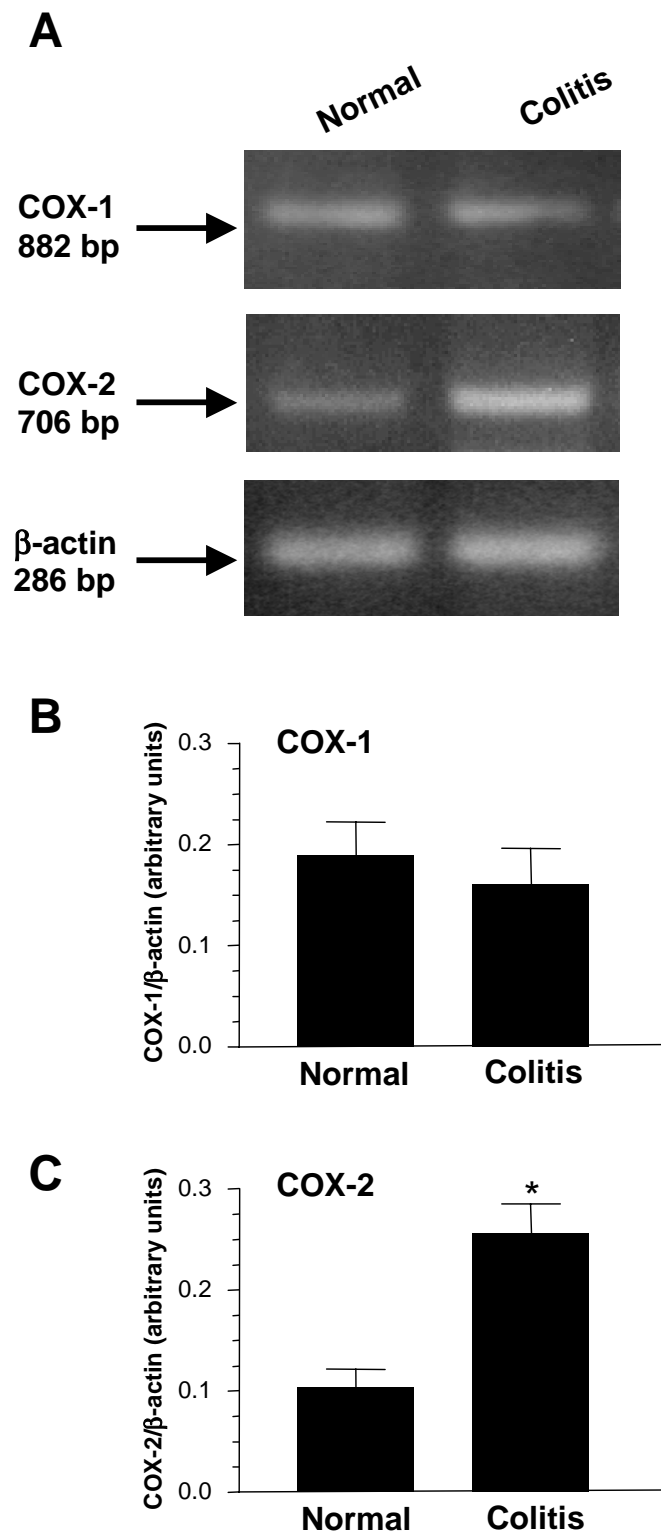 A
Normal
Colitis
COX-1
882 bp
COX-2
706 bp
β-actin
286 bp
B
COX-1/β-actin (arbitrary units)
COX-1
0.3
0.2
0.1
0.0
Normal
Colitis
C
COX-2/β-actin (arbitrary units)
COX-2
*
0.3
0.2
0.1
0.0
Normal
Colitis